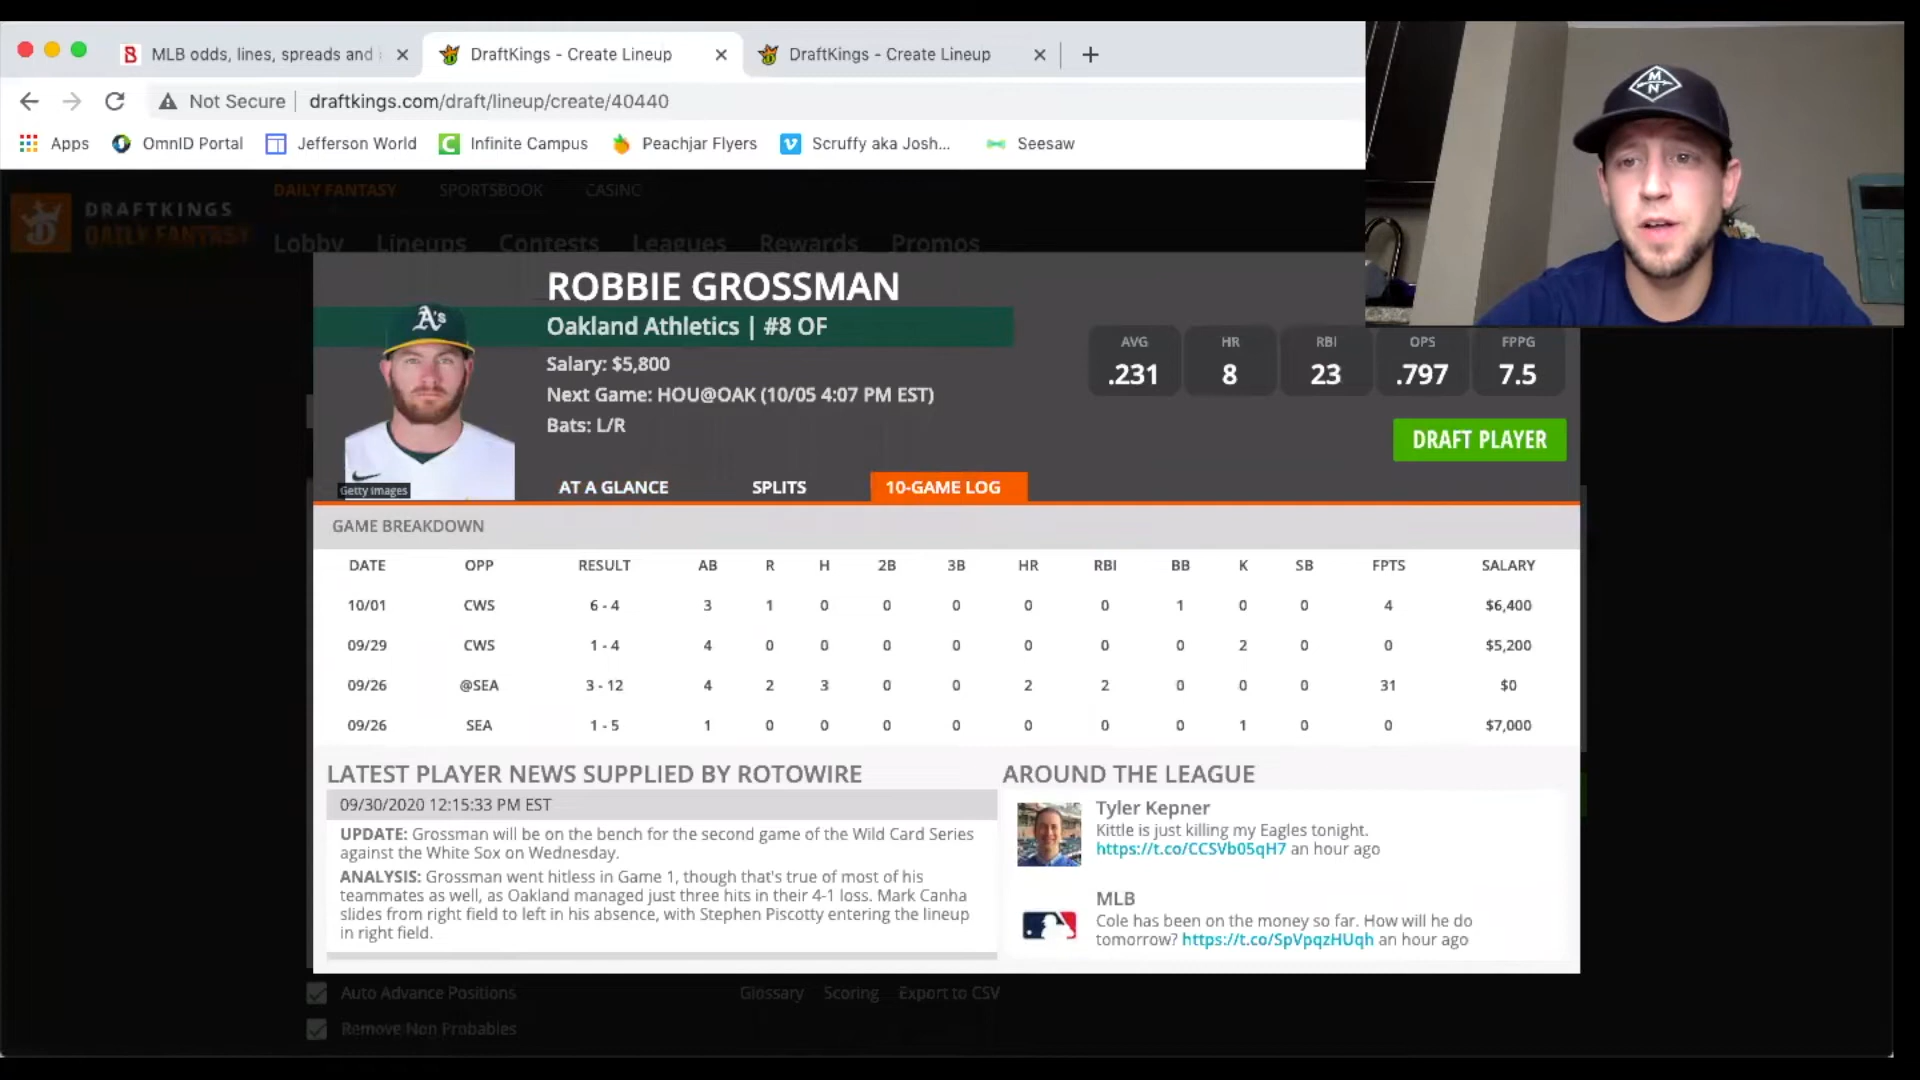 MLB odds, lines, spreads and
DraftKings - Create Lineup
DraftKings - Create Lineup
Not Secure
draftkings.com/draft/lineup/create/40440
Apps
OmnID Portal
Jefferson World
Infinite Campus
Peachjar Flyers
Scruffy aka Josh...
Seesaw
DAILY FANTASY
SPORTSBOOK
CASINO
DRAFTKINGS
DAILY FANTASY
Lobby Lineups Contests Leagues Rewards Promos
M
N
ROBBIE GROSSMAN
Oakland Athletics | #8 OF
Salary: $5,800
Next Game: HOU@OAK (10/05 4:07 PM EST)
Bats: L/R
A's
Getty Images
AVG HR RBI OPS FPPG
.231 8 23 .797 7.5
DRAFT PLAYER
AT A GLANCE SPLITS 10-GAME LOG
GAME BREAKDOWN
DATE OPP RESULT AB R H 2B 3B HR RBI BB K SB FPTS SALARY
10/01 CWS 6 - 4 3 1 0 0 0 0 0 1 0 0 4 $6,400
09/29 CWS 1 - 4 4 0 0 0 0 0 0 0 2 0 0 $5,200
09/26 @SEA 3 - 12 4 2 3 0 0 2 2 0 0 0 31 $0
09/26 SEA 1 - 5 1 0 0 0 0 0 0 0 1 0 0 $7,000
LATEST PLAYER NEWS SUPPLIED BY ROTOWIRE
09/30/2020 12:15:33 PM EST
UPDATE: Grossman will be on the bench for the second game of the Wild Card Series
against the White Sox on Wednesday.
ANALYSIS: Grossman went hitless in Game 1, though that's true of most of his
teammates as well, as Oakland managed just three hits in their 4-1 loss. Mark Canha
slides from right field to left in his absence, with Stephen Piscotty entering the lineup
in right field.
AROUND THE LEAGUE
Tyler Kepner
Kittle is just killing my Eagles tonight.
https://t.co/CCSVb05qH7 an hour ago
MLB
Cole has been on the money so far. How will he do
tomorrow? https://t.co/SpVpqzHUqh an hour ago
Auto Advance Positions
Glossary Scoring Export to CSV
Remove Non Probables